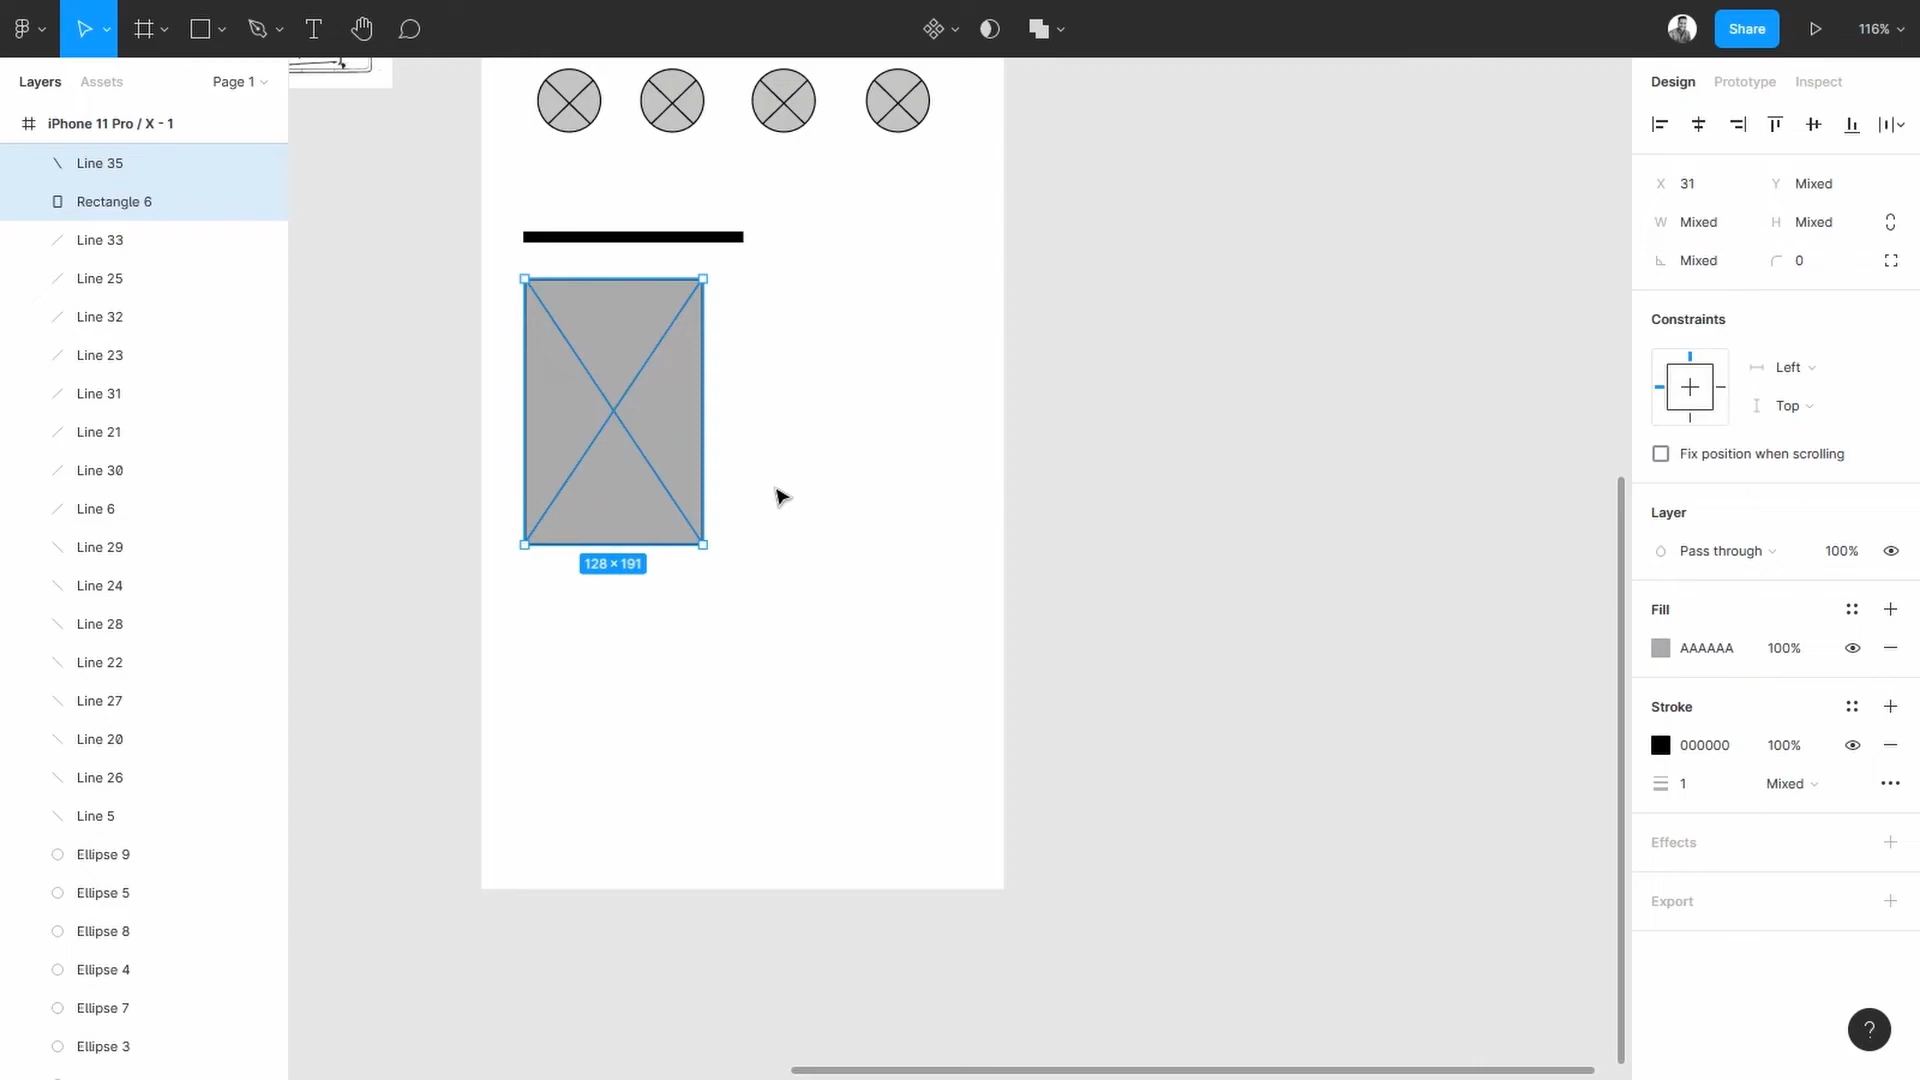 Share
116%
Layers
Assets
Page 1
Design
Prototype
Inspect
iPhone 11 Pro / X - 1
Line 35
Rectangle 6
Line 33
Line 25
Line 32
Line 23
Line 31
Line 21
Line 30
Line 6
Line 29
Line 24
Line 28
Line 22
Line 27
Line 20
Line 26
Line 5
Ellipse 9
Ellipse 5
Ellipse 8
Ellipse 4
Ellipse 7
Ellipse 3
128 × 191
X 31 Y Mixed
W Mixed H Mixed
Mixed 0
Constraints
Left
Top
Fix position when scrolling
Layer
Pass through 100%
Fill
AAAAAA 100%
Stroke
000000 100%
1 Mixed
Effects
Export
?